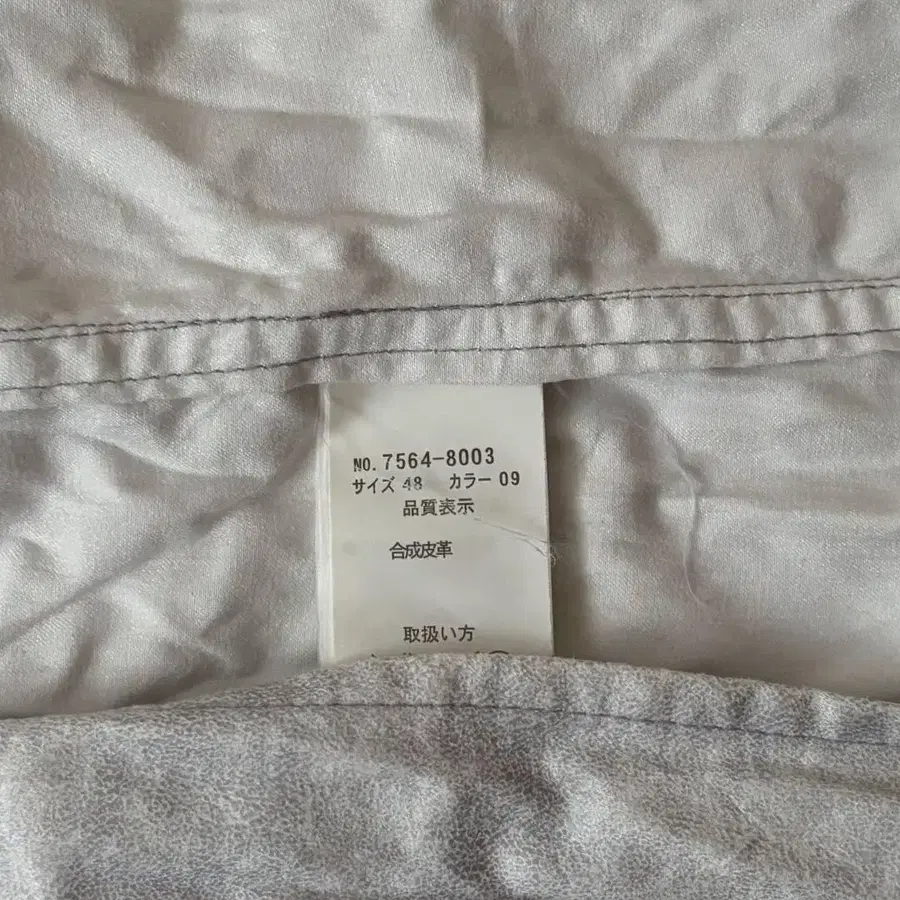 NO. 7564-8003
サイズ 48 カラー 09
品質表示
合成皮革
取扱い方